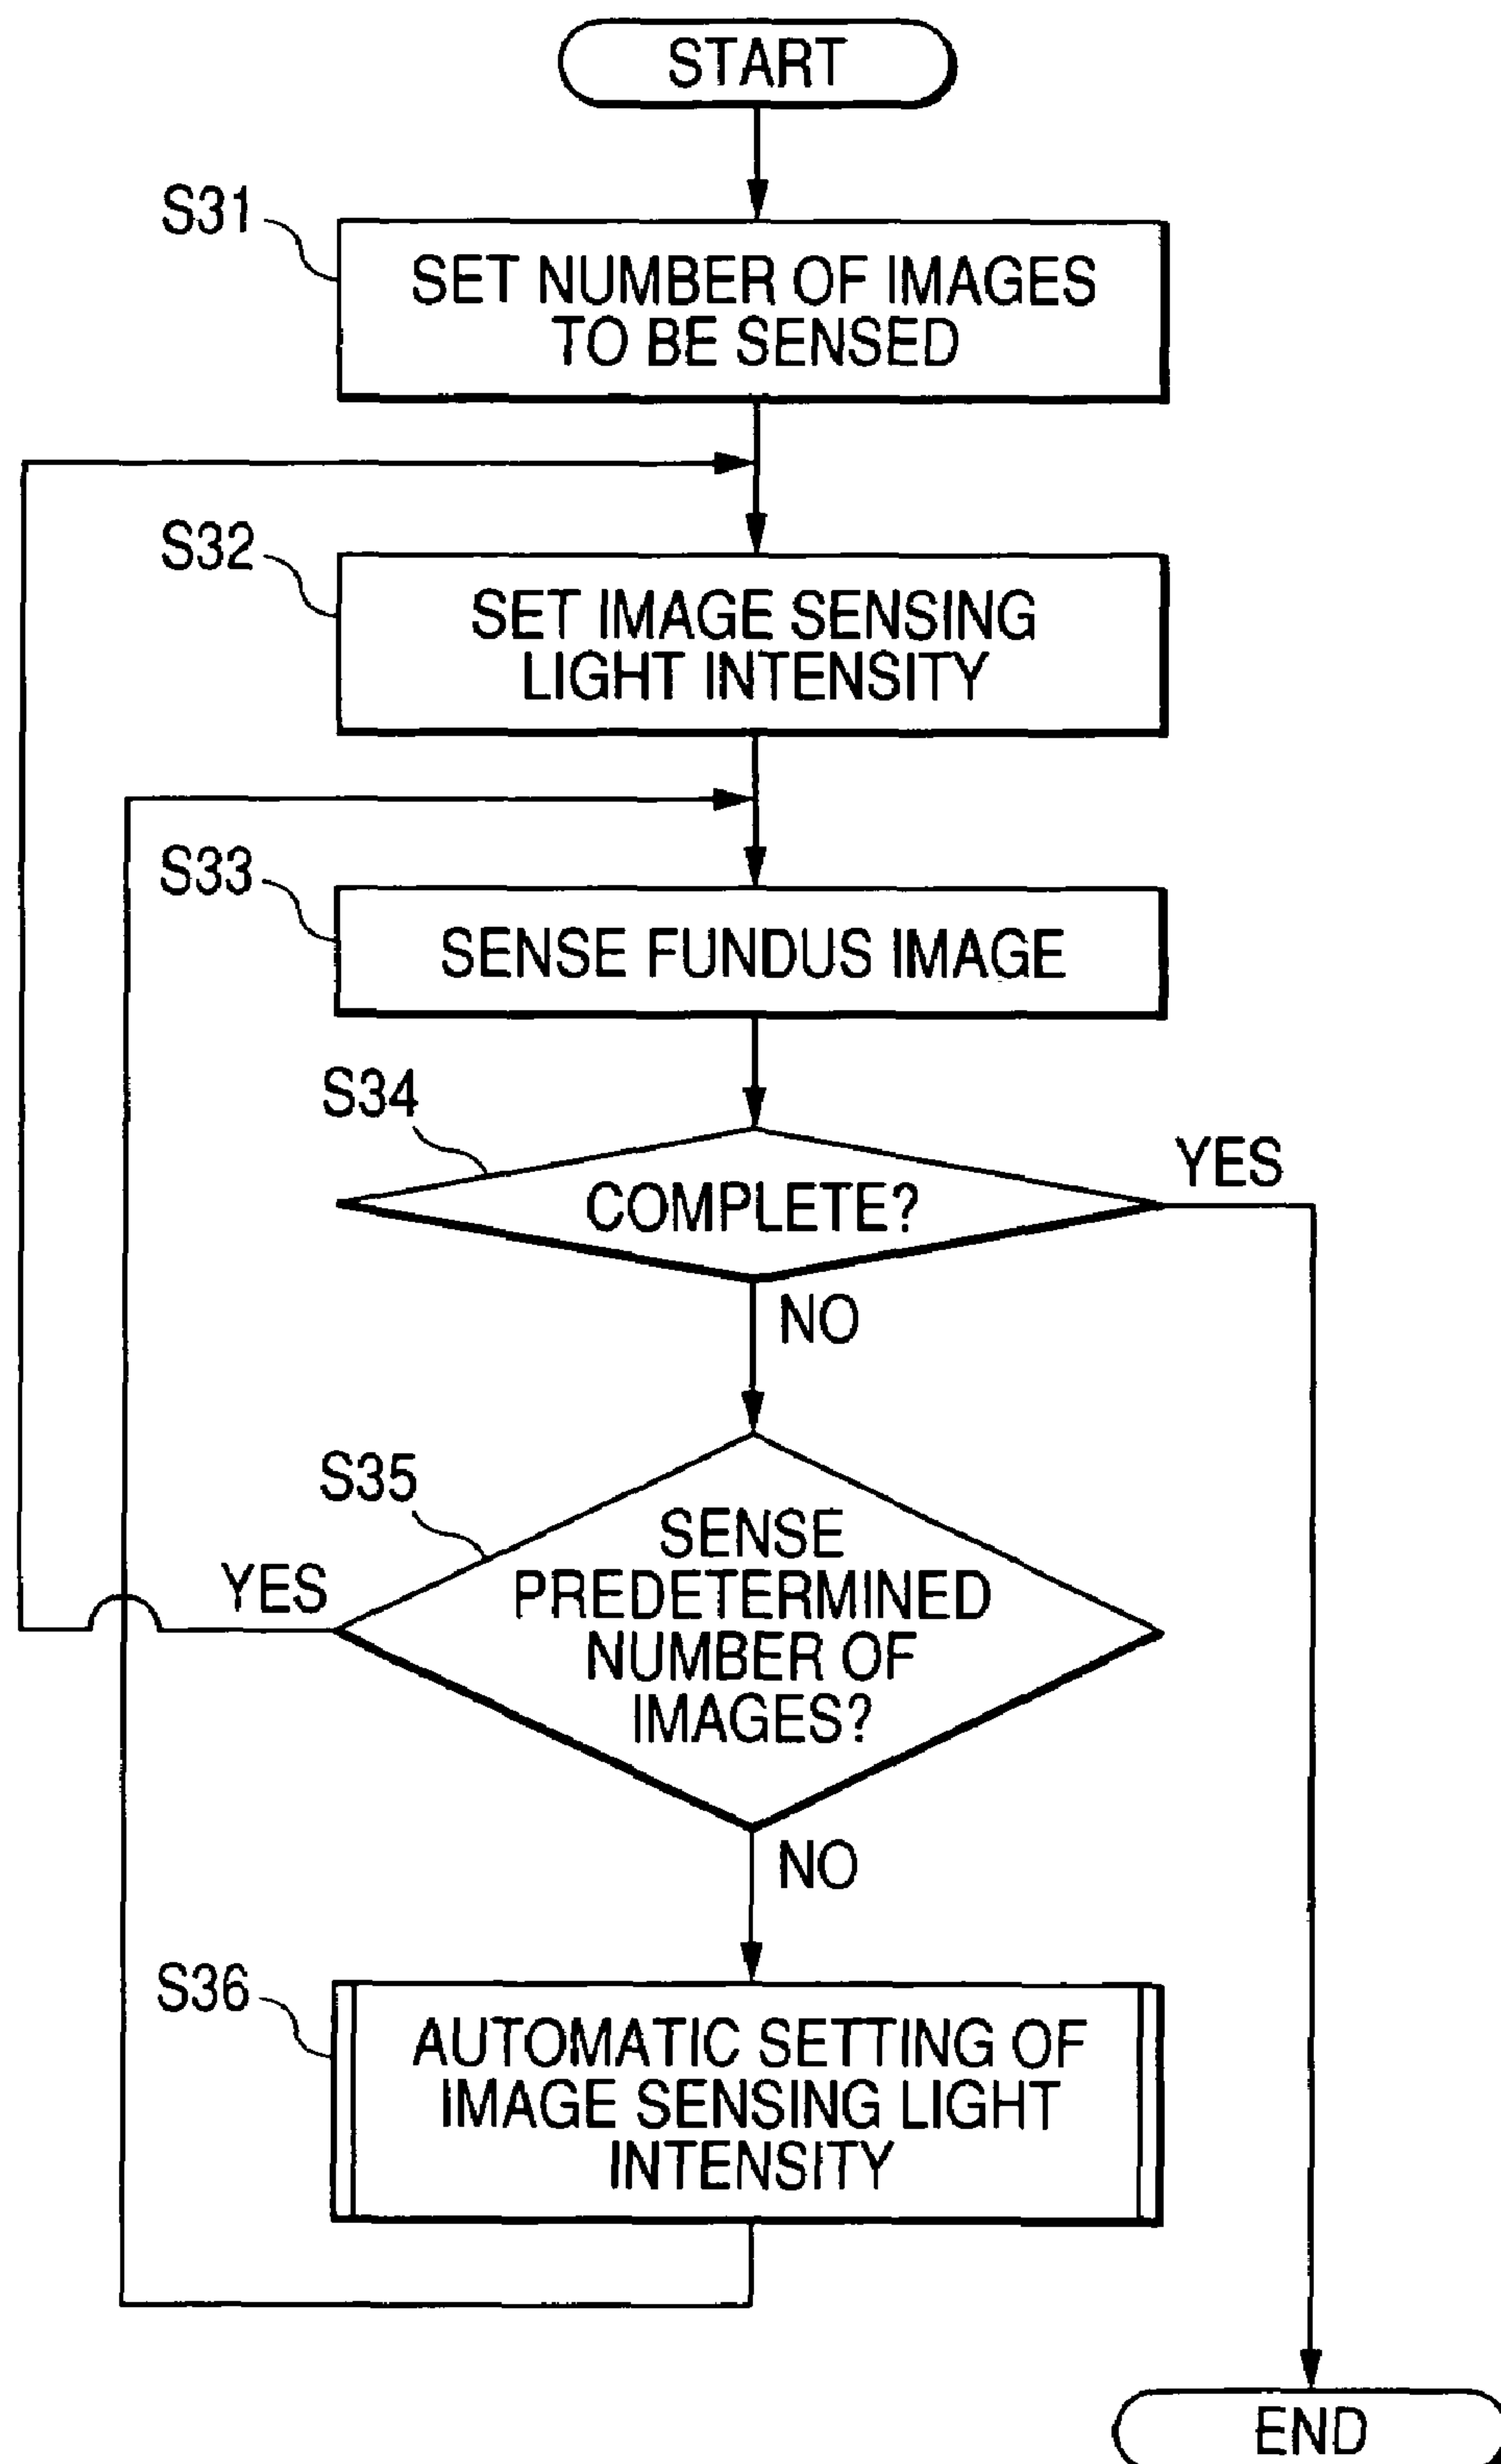 START
S31
SET NUMBER OF IMAGES
TO BE SENSED
S32
SET IMAGE SENSING
LIGHT INTENSITY
S33
SENSE FUNDUS IMAGE
S34
COMPLETE?
YES
NO
S35
SENSE
PREDETERMINED
NUMBER OF
IMAGES?
YES
NO
S36
AUTOMATIC SETTING OF
IMAGE SENSING LIGHT
INTENSITY
END